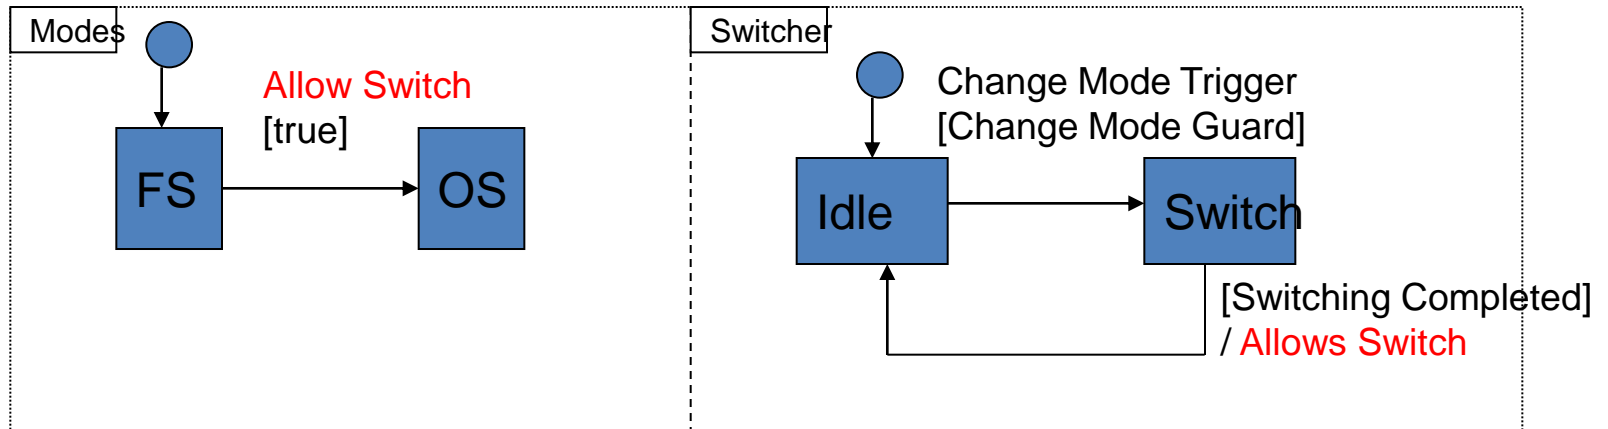 Modes
Allow Switch
[true]
FS
OS
Switcher
Change Mode Trigger
[Change Mode Guard]
Idle
Switch
[Switching Completed]
/ Allows Switch